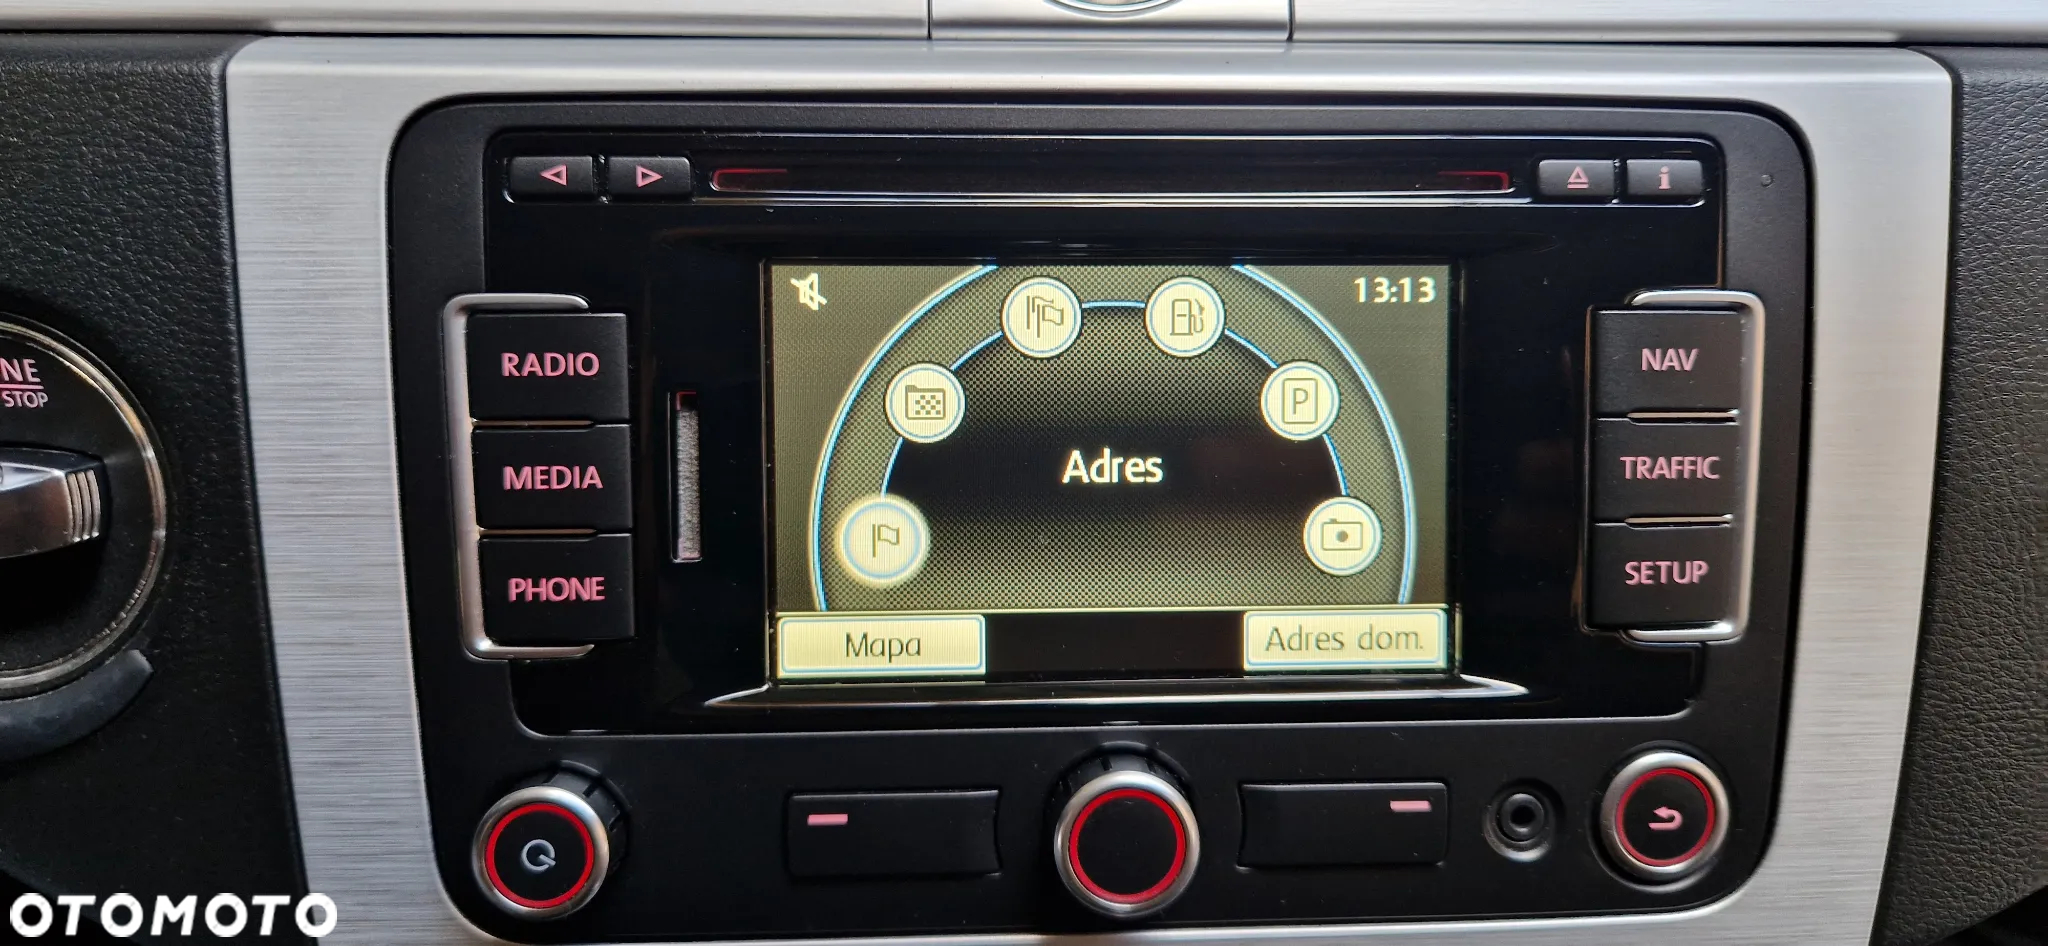 13:13
RADIO
NAV
P
MEDIA
Adres
TRAFFIC
PHONE
SETUP
Mapa
Adres dom.
NE
STOP
i
OTOMOTO